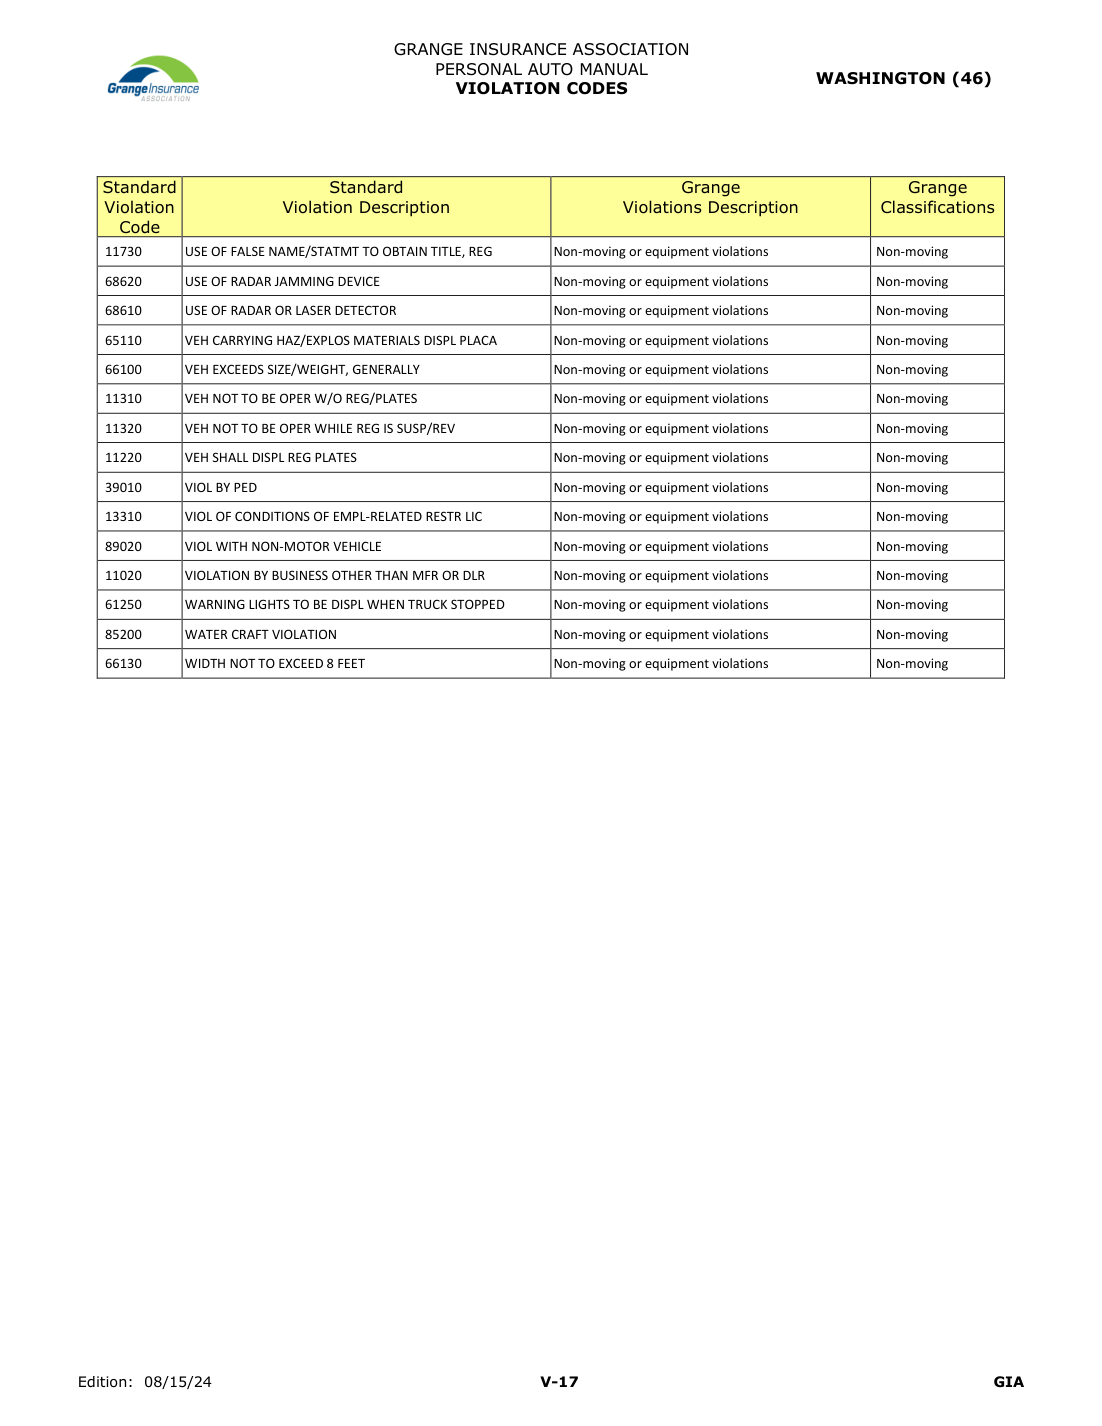 GrangeInsurance
ASSOCIATION
GRANGE INSURANCE ASSOCIATION
PERSONAL AUTO MANUAL
VIOLATION CODES
WASHINGTON (46)
Standard Violation Code | Standard Violation Description | Grange Violations Description | Grange Classifications
11730 | USE OF FALSE NAME/STATMT TO OBTAIN TITLE, REG | Non-moving or equipment violations | Non-moving
68620 | USE OF RADAR JAMMING DEVICE | Non-moving or equipment violations | Non-moving
68610 | USE OF RADAR OR LASER DETECTOR | Non-moving or equipment violations | Non-moving
65110 | VEH CARRYING HAZ/EXPLOS MATERIALS DISPL PLACA | Non-moving or equipment violations | Non-moving
66100 | VEH EXCEEDS SIZE/WEIGHT, GENERALLY | Non-moving or equipment violations | Non-moving
11310 | VEH NOT TO BE OPER W/O REG/PLATES | Non-moving or equipment violations | Non-moving
11320 | VEH NOT TO BE OPER WHILE REG IS SUSP/REV | Non-moving or equipment violations | Non-moving
11220 | VEH SHALL DISPL REG PLATES | Non-moving or equipment violations | Non-moving
39010 | VIOL BY PED | Non-moving or equipment violations | Non-moving
13310 | VIOL OF CONDITIONS OF EMPL-RELATED RESTR LIC | Non-moving or equipment violations | Non-moving
89020 | VIOL WITH NON-MOTOR VEHICLE | Non-moving or equipment violations | Non-moving
11020 | VIOLATION BY BUSINESS OTHER THAN MFR OR DLR | Non-moving or equipment violations | Non-moving
61250 | WARNING LIGHTS TO BE DISPL WHEN TRUCK STOPPED | Non-moving or equipment violations | Non-moving
85200 | WATER CRAFT VIOLATION | Non-moving or equipment violations | Non-moving
66130 | WIDTH NOT TO EXCEED 8 FEET | Non-moving or equipment violations | Non-moving
Edition: 08/15/24
V-17
GIA